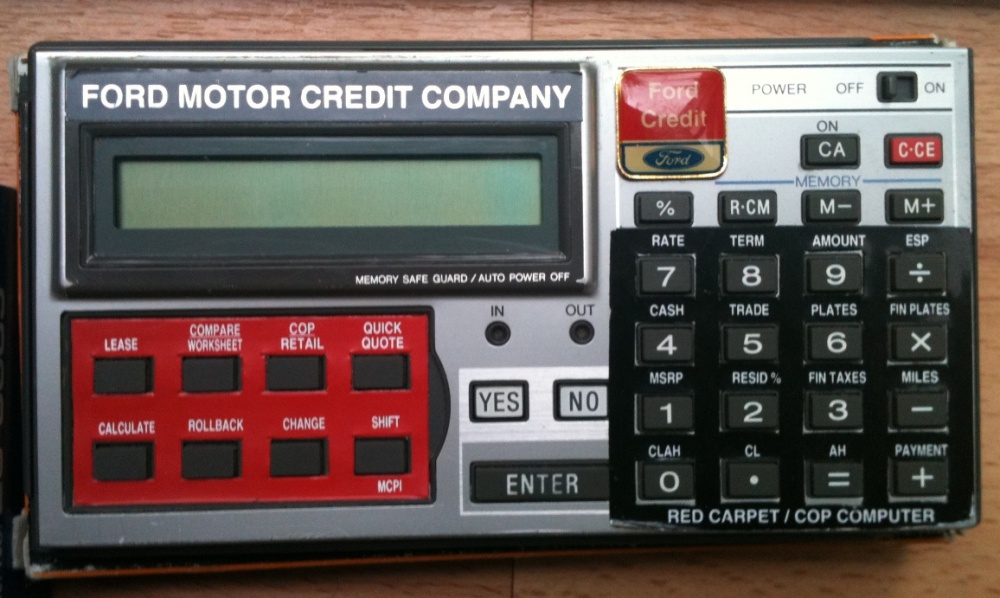 FORD MOTOR CREDIT COMPANY
MEMORY SAFE GUARD / AUTO POWER OFF
Ford
Credit
Ford
POWER OFF ON
ON
CA C·CE
MEMORY
% R·CM M− M+
RATE TERM AMOUNT ESP
7 8 9 ÷
CASH TRADE PLATES FIN PLATES
4 5 6 ×
MSRP RESID % FIN TAXES MILES
1 2 3 −
CLAH CL AH PAYMENT
0 . = +
RED CARPET / COP COMPUTER
IN OUT
YES NO
ENTER
LEASE COMPARE WORKSHEET COP RETAIL QUICK QUOTE
CALCULATE ROLLBACK CHANGE SHIFT
MCPI